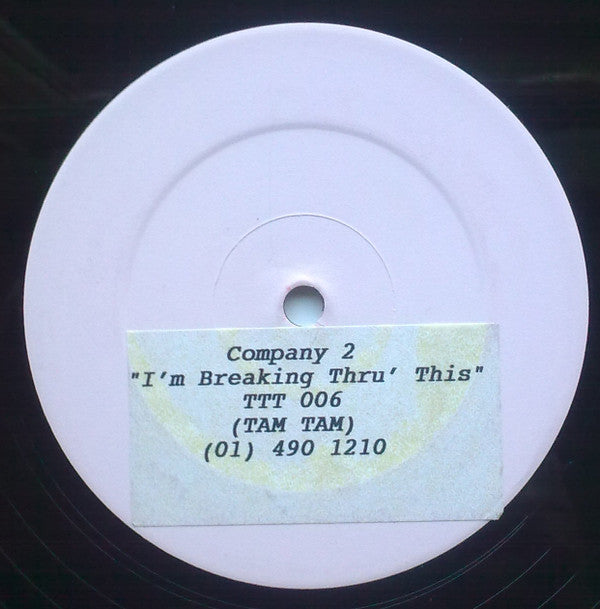 Company 2
"I'm Breaking Thru' This"
TTT 006
(TAM TAM)
(01) 490 1210